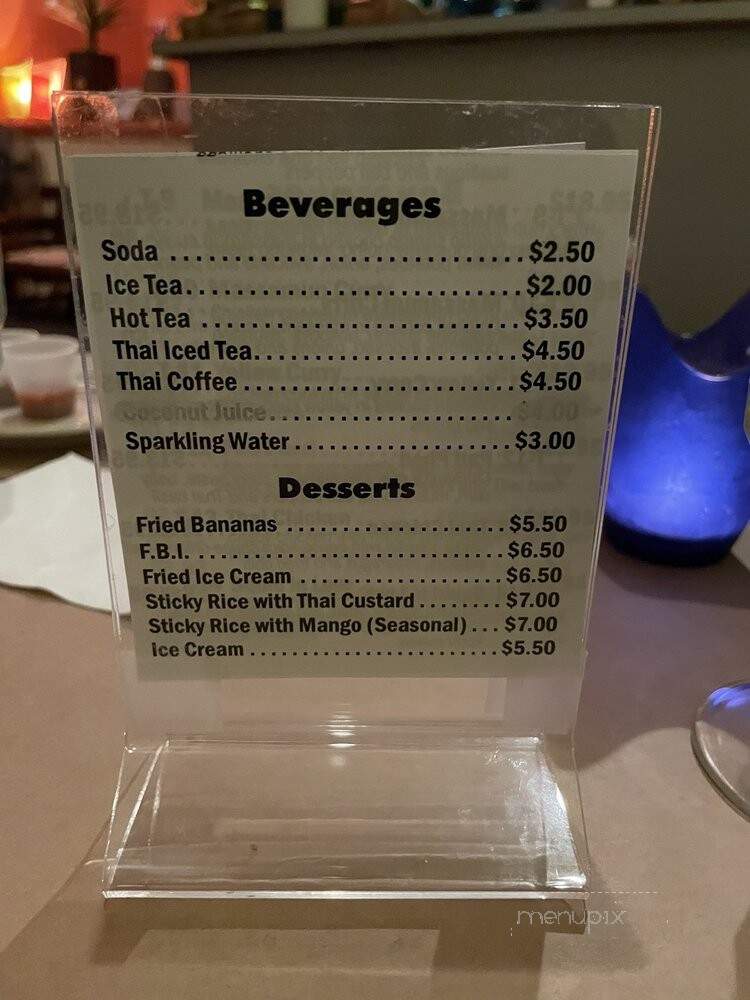 Beverages
Soda ............................ $2.50
Ice Tea............................. $2.00
Hot Tea ........................... $3.50
Thai Iced Tea...................... $4.50
Thai Coffee ....................... $4.50
Coconut Juice.....................
Sparkling Water ................... $3.00
Desserts
Fried Bananas ..................... $5.50
F.B.I. ............................. $6.50
Fried Ice Cream ................... $6.50
Sticky Rice with Thai Custard ........ $7.00
Sticky Rice with Mango (Seasonal) ... $7.00
Ice Cream .......................... $5.50
menupix